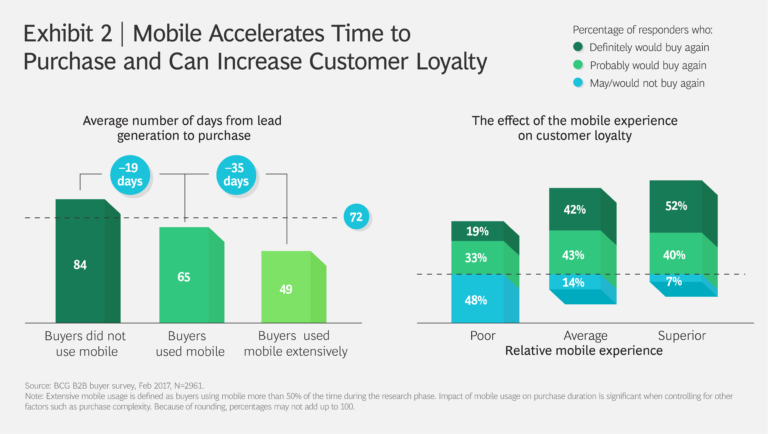 Exhibit 2 | Mobile Accelerates Time to
Purchase and Can Increase Customer Loyalty
Percentage of responders who:
Definitely would buy again
Probably would buy again
May/would not buy again
Average number of days from lead
generation to purchase
–19
days
–35
days
72
84
65
49
Buyers did not
use mobile
Buyers
used mobile
Buyers used
mobile extensively
The effect of the mobile experience
on customer loyalty
19%
33%
48%
42%
43%
14%
52%
40%
7%
Poor
Average
Superior
Relative mobile experience
Source: BCG B2B buyer survey, Feb 2017, N=2961.
Note: Extensive mobile usage is defined as buyers using mobile more than 50% of the time during the research phase. Impact of mobile usage on purchase duration is significant when controlling for other
factors such as purchase complexity. Because of rounding, percentages may not add up to 100.